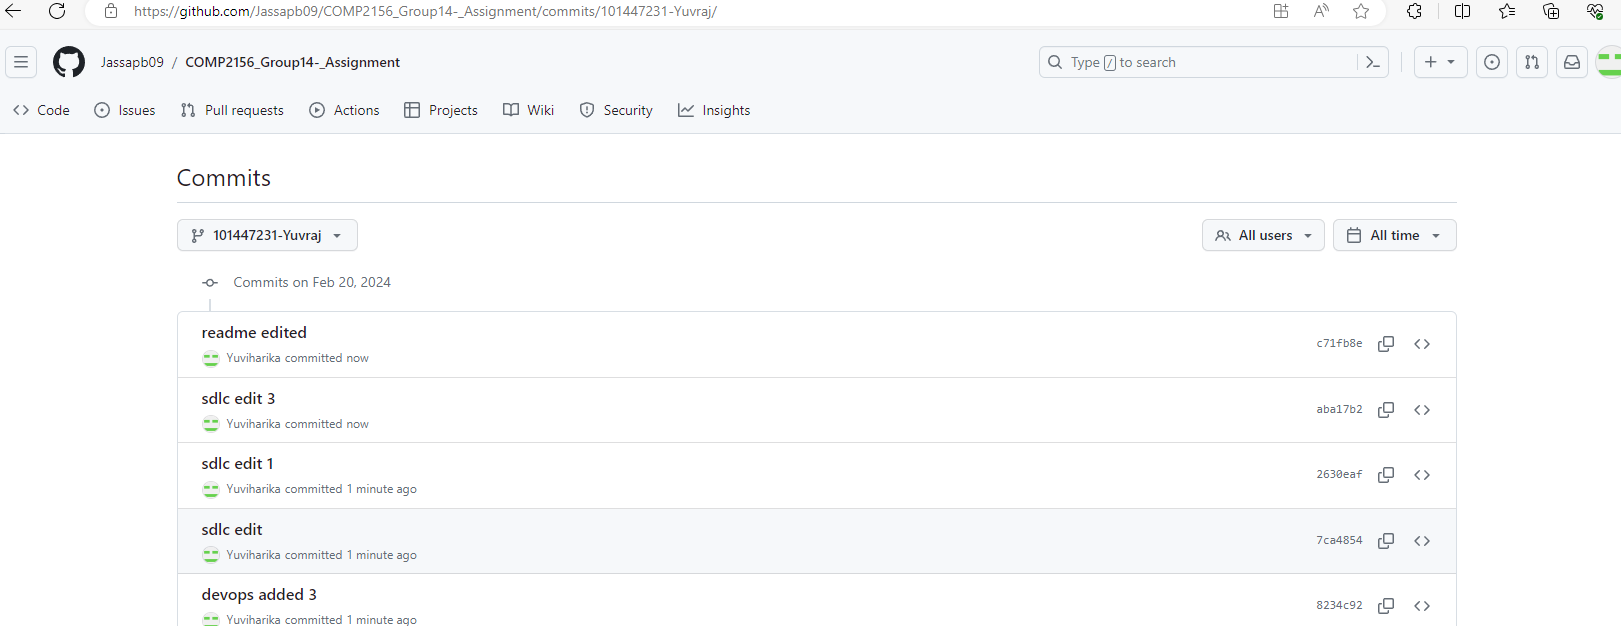 https://github.com/Jassapb09/COMP2156_Group14-_Assignment/commits/101447231-Yuvraj/
Jassapb09 / COMP2156_Group14-_Assignment
Type / to search
Code Issues Pull requests Actions Projects Wiki Security Insights
Commits
101447231-Yuvraj
All users All time
Commits on Feb 20, 2024
readme edited
Yuviharika committed now
c71fb8e
sdlc edit 3
Yuviharika committed now
aba17b2
sdlc edit 1
Yuviharika committed 1 minute ago
2630eaf
sdlc edit
Yuviharika committed 1 minute ago
7ca4854
devops added 3
Yuviharika committed 1 minute ago
8234c92